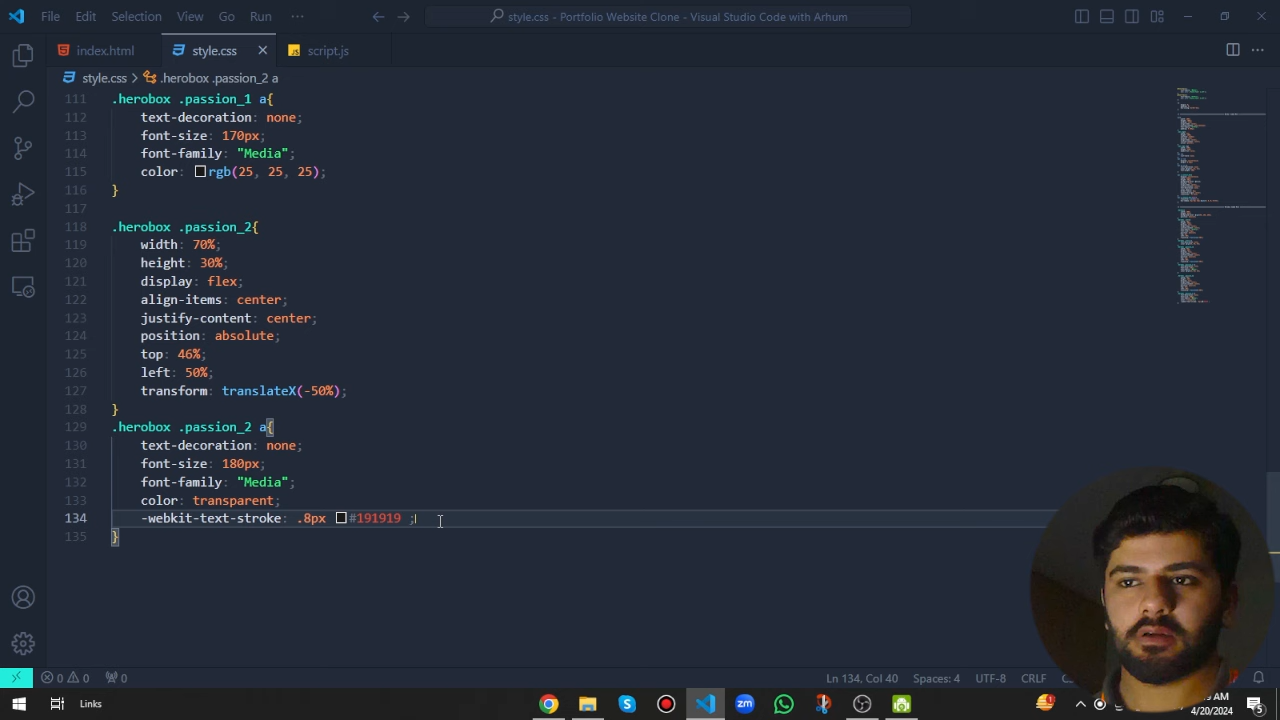 File Edit Selection View Go Run ··· style.css - Portfolio Website Clone - Visual Studio Code with Arhum
index.html style.css script.js
style.css > .herobox .passion_2 a
111 .herobox .passion_1 a{
112 text-decoration: none;
113 font-size: 170px;
114 font-family: "Media";
115 color: rgb(25, 25, 25);
116 }
117
118 .herobox .passion_2{
119 width: 70%;
120 height: 30%;
121 display: flex;
122 align-items: center;
123 justify-content: center;
124 position: absolute;
125 top: 46%;
126 left: 50%;
127 transform: translateX(-50%);
128 }
129 .herobox .passion_2 a{
130 text-decoration: none;
131 font-size: 180px;
132 font-family: "Media";
133 color: transparent;
134 -webkit-text-stroke: .8px #191919 ;
135 }
0 0 0 Ln 134, Col 40 Spaces: 4 UTF-8 CRLF
Links
4/20/2024